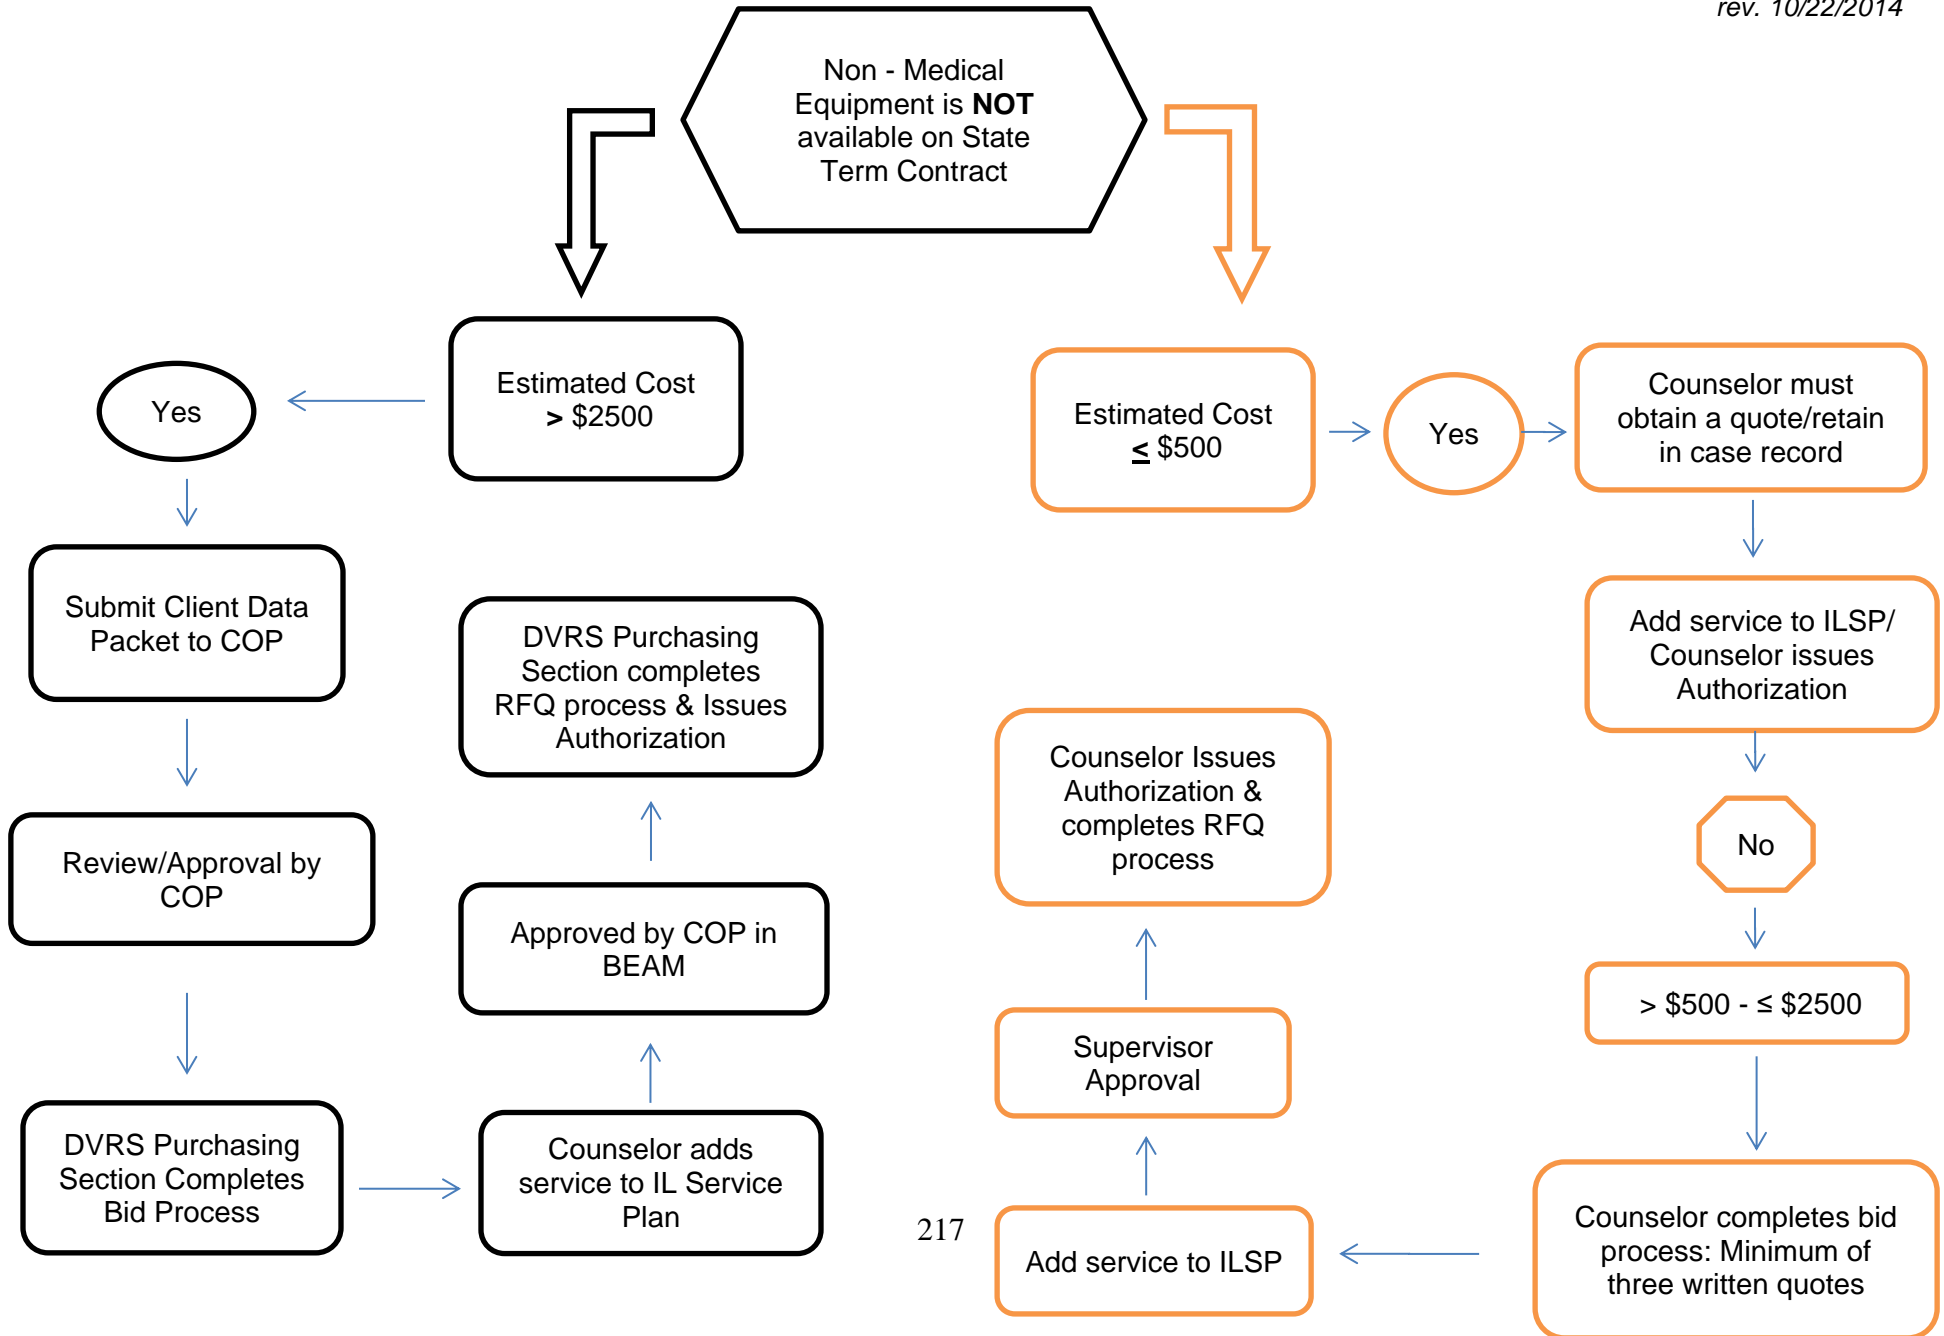 rev. 10/22/2014
Non - Medical
Equipment is NOT
available on State
Term Contract
Estimated Cost
> $2500
Yes
Submit Client Data
Packet to COP
Review/Approval by
COP
DVRS Purchasing
Section Completes
Bid Process
Counselor adds
service to IL Service
Plan
Approved by COP in
BEAM
DVRS Purchasing
Section completes
RFQ process & Issues
Authorization
Estimated Cost
≤ $500
Yes
Counselor must
obtain a quote/retain
in case record
Add service to ILSP/
Counselor issues
Authorization
No
> $500 - ≤ $2500
Counselor completes bid
process: Minimum of
three written quotes
Add service to ILSP
Supervisor
Approval
Counselor Issues
Authorization &
completes RFQ
process
217